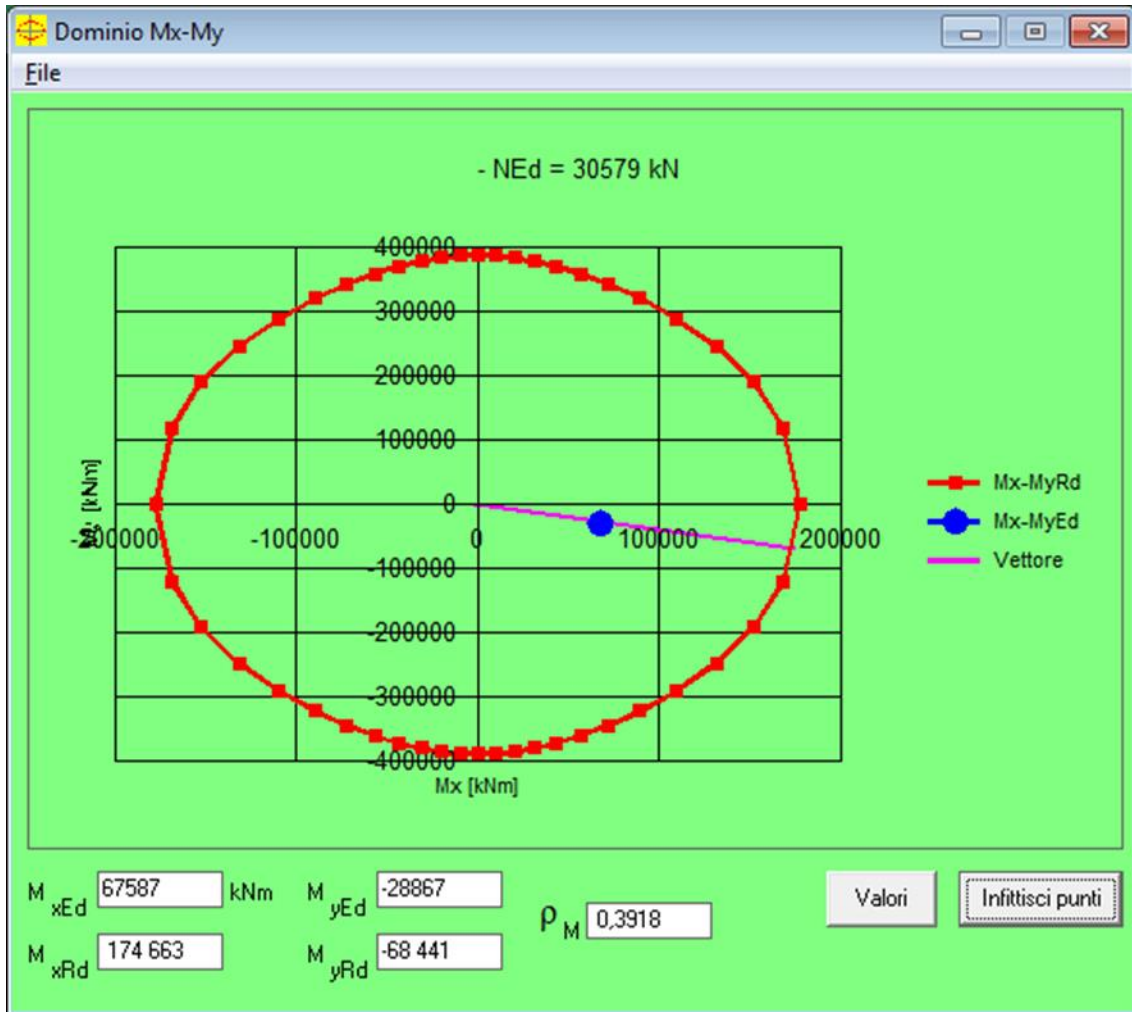 Dominio Mx-My
File
- NEd = 30579 kN
400000
300000
200000
100000
0
-100000
-200000
-300000
-400000
[kNm]
-200000 -100000 0 100000 200000
Mx [kNm]
Mx-MyRd
Mx-MyEd
Vettore
M xEd 67587 kNm M yEd -28867
M xRd 174 663 M yRd -68 441
ρ M 0,3918
Valori
Infittisci punti